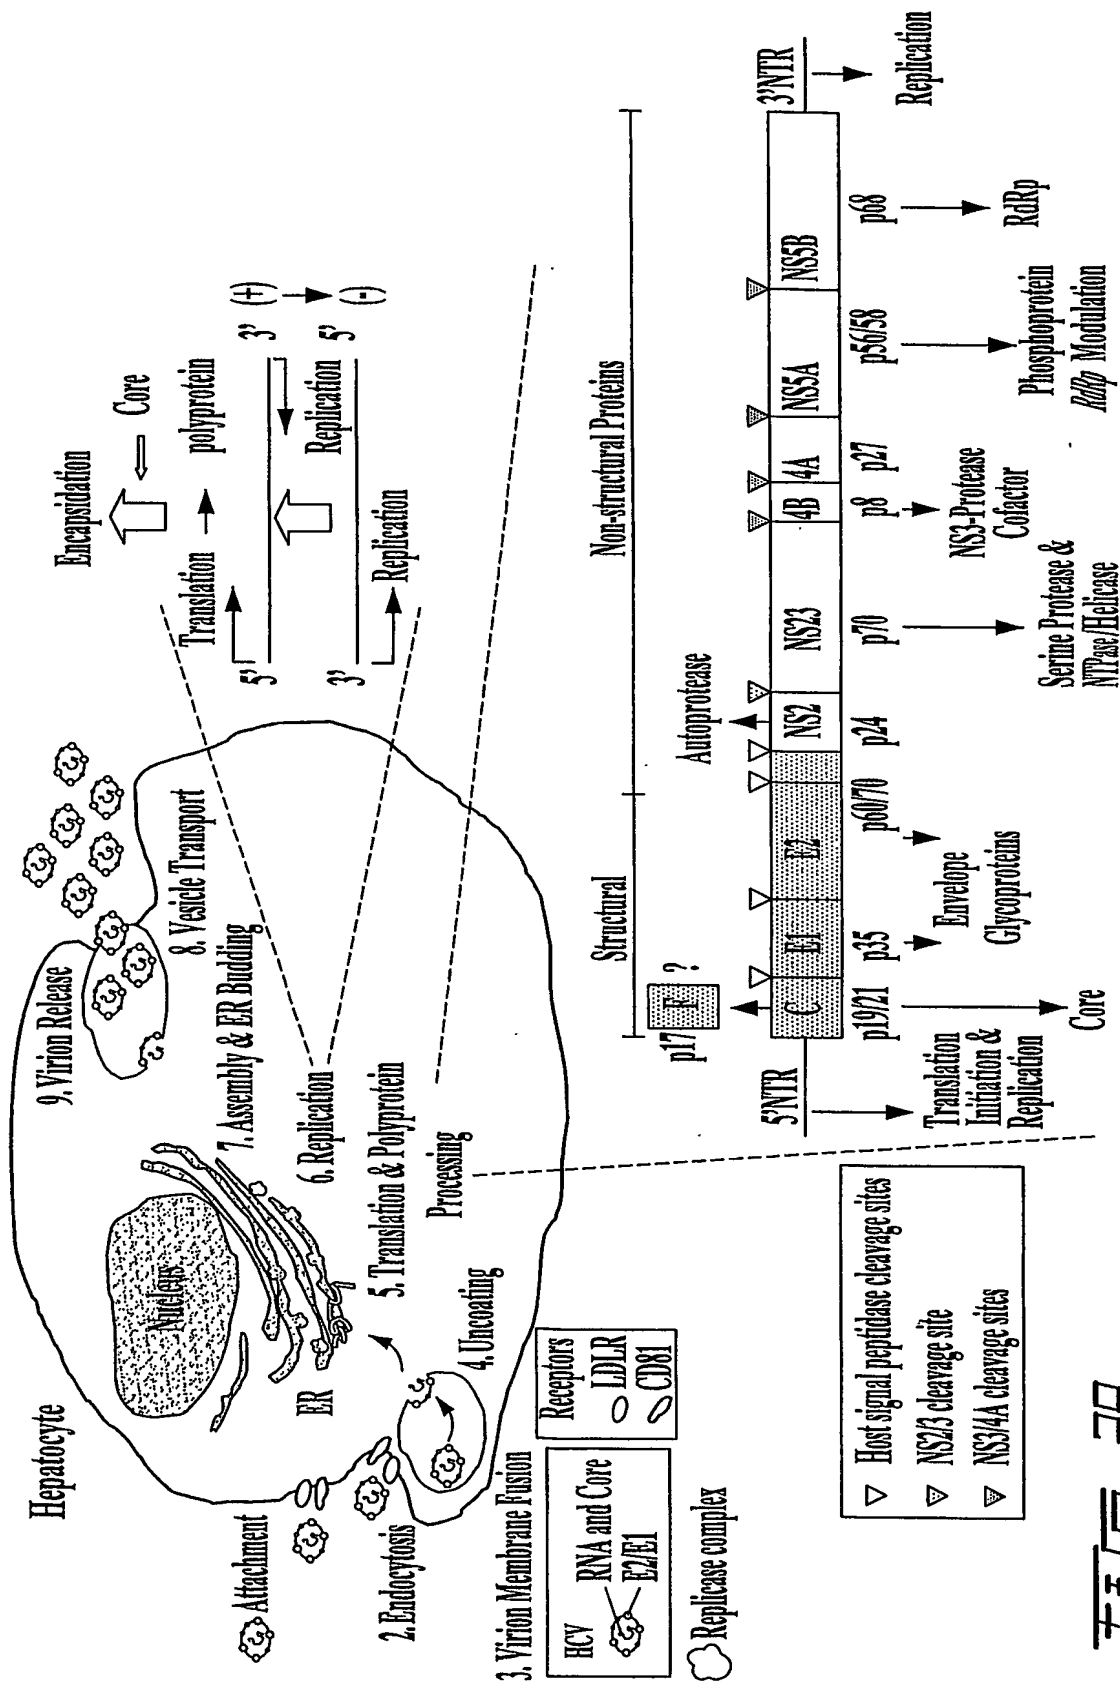 Hepatocyte
Attachment
2. Endocytosis
3. Virion Membrane Fusion
HCV
RNA and Core
E2/E1
Replicase complex
Receptors
LDLR
CD81
4. Uncoating
ER
Nucleus
5. Translation & Polyprotein
Processing
6. Replication
7. Assembly & ER Budding
8. Vesicle Transport
9. Virion Release
Encapsidation
Core
Translation
polyprotein
5'
3'
(+)
Replication
3'
5'
(-)
Replication
Host signal peptidase cleavage sites
NS2/3 cleavage site
NS3/4A cleavage sites
Structural
Non-structural Proteins
p17
F
?
Autoprotease
5'NTR
C
E1
E2
NS2
NS23
4B
4A
NS5A
NS5B
3'NTR
p19/21
p35
p60/70
p24
p70
p8
p27
p56/58
p68
Translation
Initiation &
Replication
Core
Envelope
Glycoproteins
Serine Protease &
NTPase/Helicase
NS3-Protease
Cofactor
Phosphoprotein
RdRp Modulation
RdRp
Replication